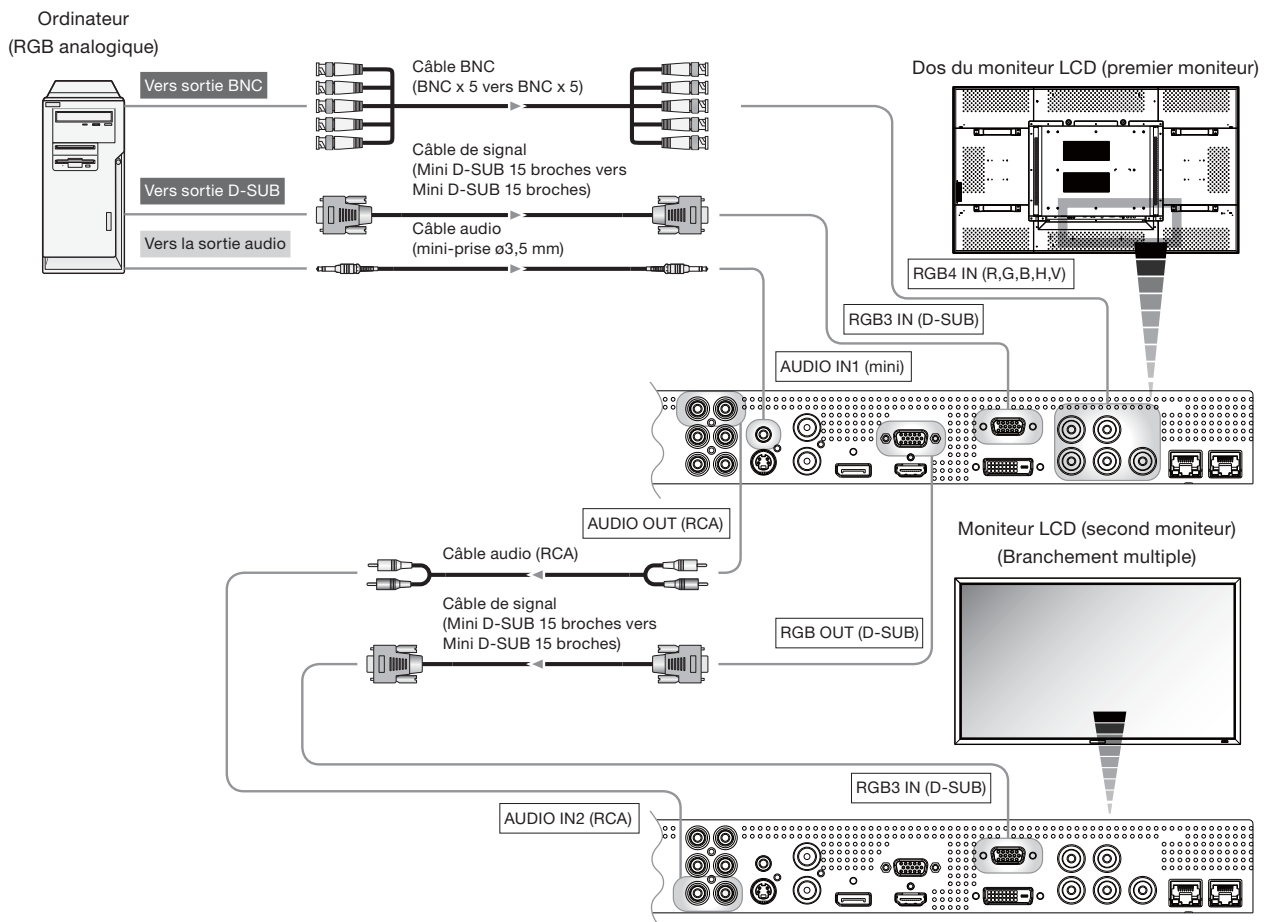 Ordinateur
(RGB analogique)
Vers sortie BNC
Câble BNC
(BNC x 5 vers BNC x 5)
Dos du moniteur LCD (premier moniteur)
Câble de signal
(Mini D-SUB 15 broches vers
Mini D-SUB 15 broches)
Vers sortie D-SUB
Câble audio
(mini-prise ø3,5 mm)
Vers la sortie audio
RGB4 IN (R,G,B,H,V)
RGB3 IN (D-SUB)
AUDIO IN1 (mini)
AUDIO OUT (RCA)
Câble audio (RCA)
Moniteur LCD (second moniteur)
(Branchement multiple)
Câble de signal
(Mini D-SUB 15 broches vers
Mini D-SUB 15 broches)
RGB OUT (D-SUB)
RGB3 IN (D-SUB)
AUDIO IN2 (RCA)